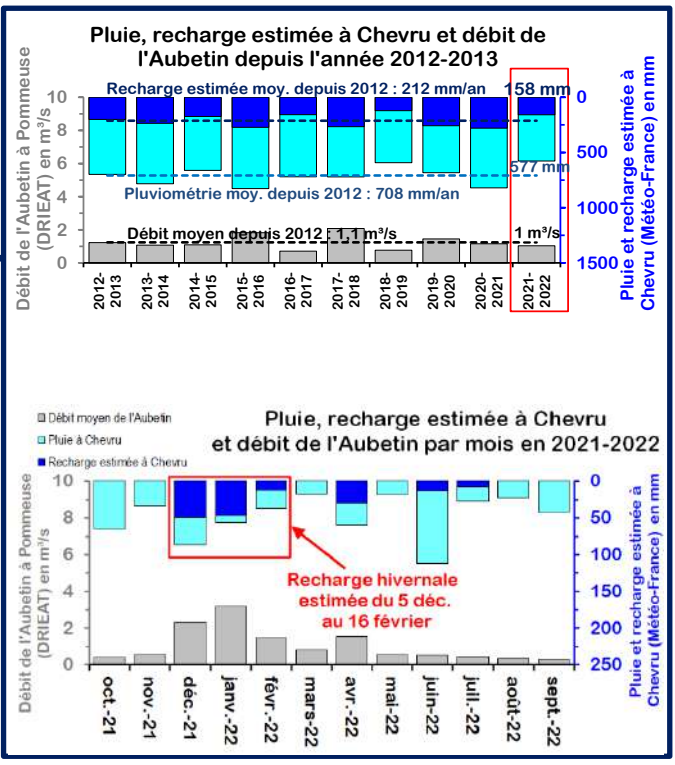 Pluie, recharge estimée à Chevru et débit de
l'Aubetin depuis l'année 2012-2013
Recharge estimée moy. depuis 2012 : 212 mm/an
158 mm
577 mm
Pluviométrie moy. depuis 2012 : 708 mm/an
Débit moyen depuis 2012 : 1,1 m³/s
1 m³/s
Débit de l'Aubetin à Pommeuse
(DRIEAT) en m³/s
10
8
6
4
2
0
0
500
1000
1500
Pluie et recharge estimée à
Chevru (Météo-France) en mm
2012-
2013
2013-
2014
2014-
2015
2015-
2016
2016-
2017
2017-
2018
2018-
2019
2019-
2020
2020-
2021
2021-
2022
Débit moyen de l'Aubetin
Pluie à Chevru
Recharge estimée à Chevru
Pluie, recharge estimée à Chevru
et débit de l'Aubetin par mois en 2021-2022
Débit de l'Aubetin à Pommeuse
(DRIEAT) en m³/s
10
8
6
4
2
0
Recharge hivernale
estimée du 5 déc.
au 16 février
0
50
100
150
200
250
Pluie et recharge estimée à
Chevru (Météo-France) en mm
oct.-21
nov.-21
déc.-21
janv.-22
févr.-22
mars-22
avr.-22
mai-22
juin-22
juil.-22
août-22
sept.-22